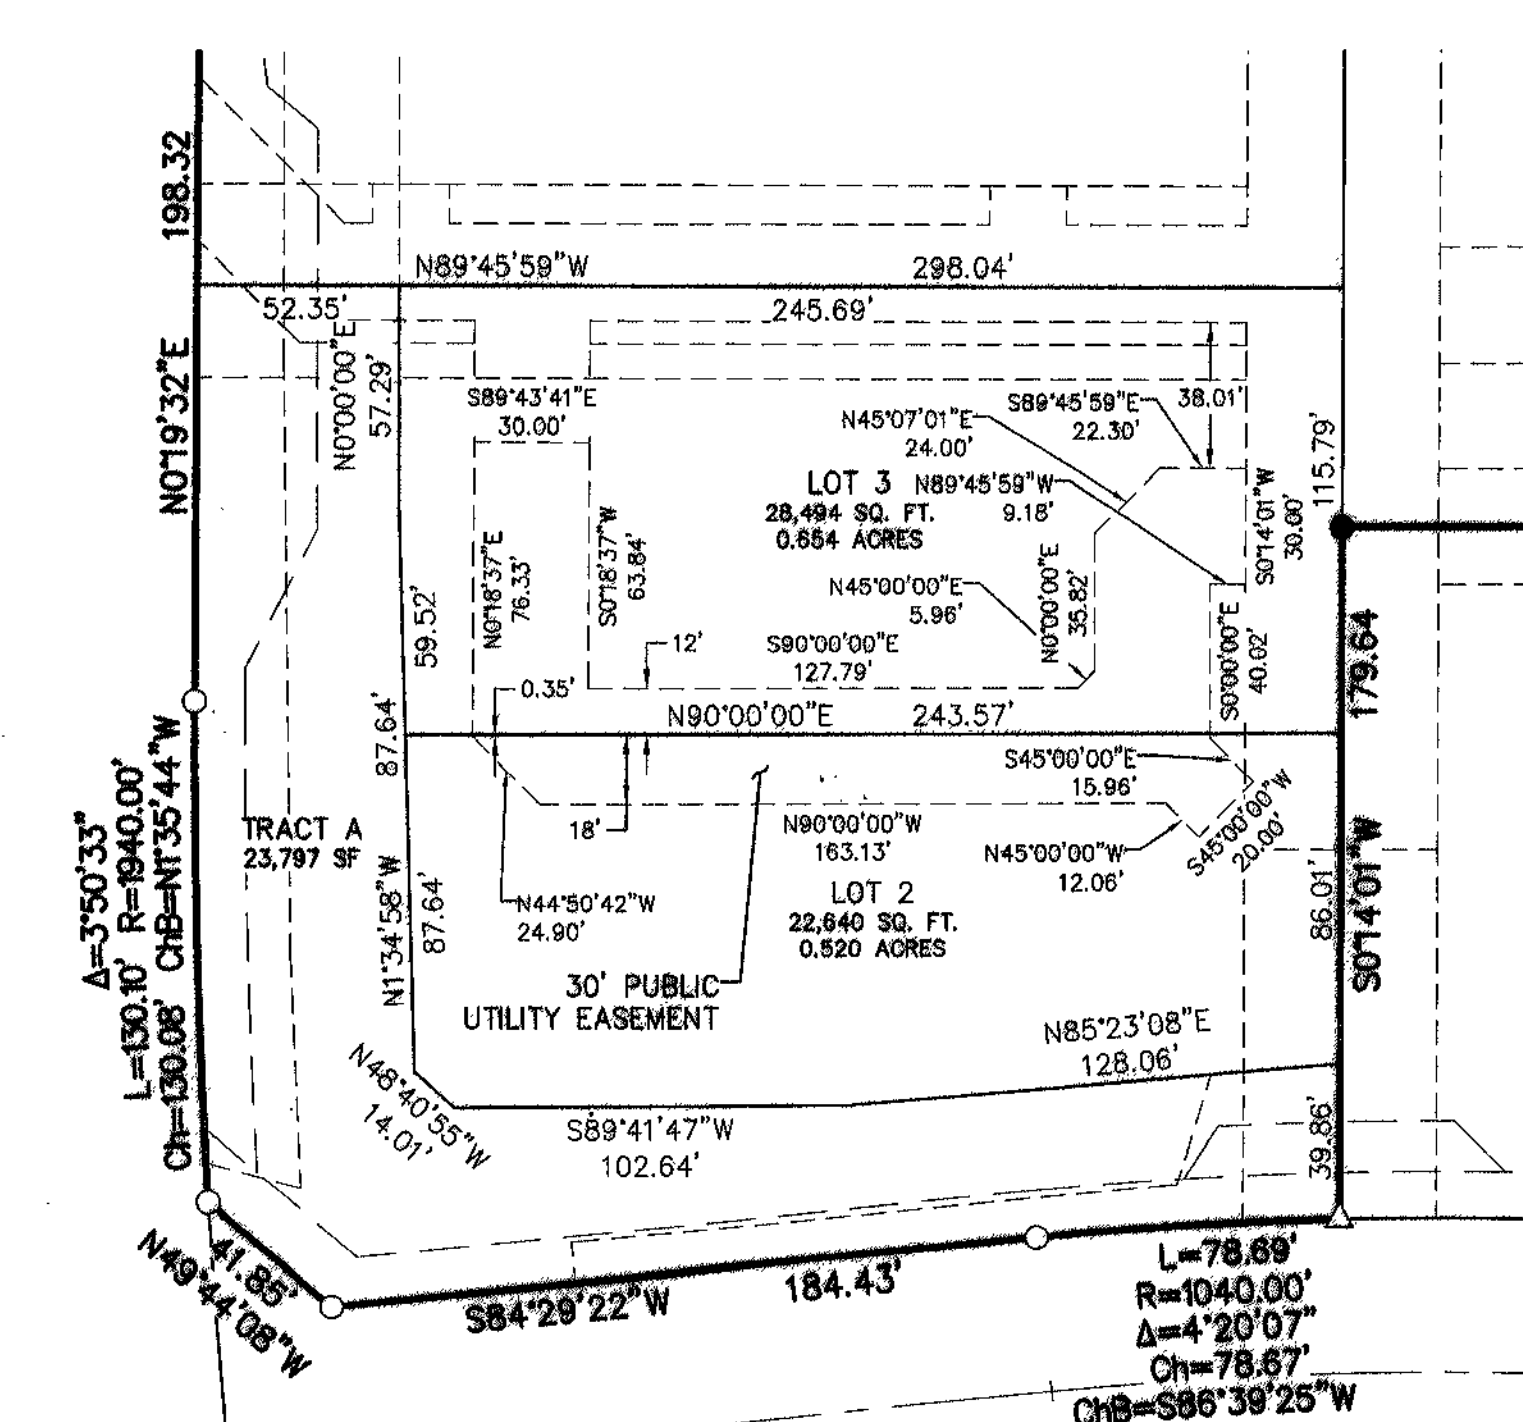 198.32
N0°19'32"E
N89°45'59"W
298.04'
52.35'
245.69'
N0°00'00"E
57.29'
S89°43'41"E
30.00'
N45°07'01"E
24.00'
S89°45'59"E
22.30'
38.01'
115.79'
LOT 3
28,494 SQ. FT.
0.654 ACRES
N89°45'59"W
9.18'
S0°14'01"W
30.00'
N0°18'37"E
76.33'
S0°18'37"W
63.84'
59.52'
N45°00'00"E
5.96'
N0°00'00"E
35.82'
S0°00'00"E
40.02'
12'
S90°00'00"E
127.79'
0.35'
N90°00'00"E
243.57'
179.64
S0°14'01"W
87.64'
S45°00'00"E
15.96'
18'
N90°00'00"W
163.13'
N45°00'00"W
12.06'
S45°00'00"W
20.00'
86.01'
TRACT A
23,797 SF
Δ=3°50'33"
L=130.10' R=1940.00'
Ch=130.08' ChB=N1°35'44"W
N1°34'58"W
87.64'
N44°50'42"W
24.90'
LOT 2
22,640 SQ. FT.
0.520 ACRES
30' PUBLIC
UTILITY EASEMENT
N85°23'08"E
128.06'
N48°40'55"W
14.01'
S89°41'47"W
102.64'
39.86'
41.85'
N49°44'08"W
S84°29'22"W
184.43'
L=78.69'
R=1040.00'
Δ=4°20'07"
Ch=78.67'
ChB=S86°39'25"W